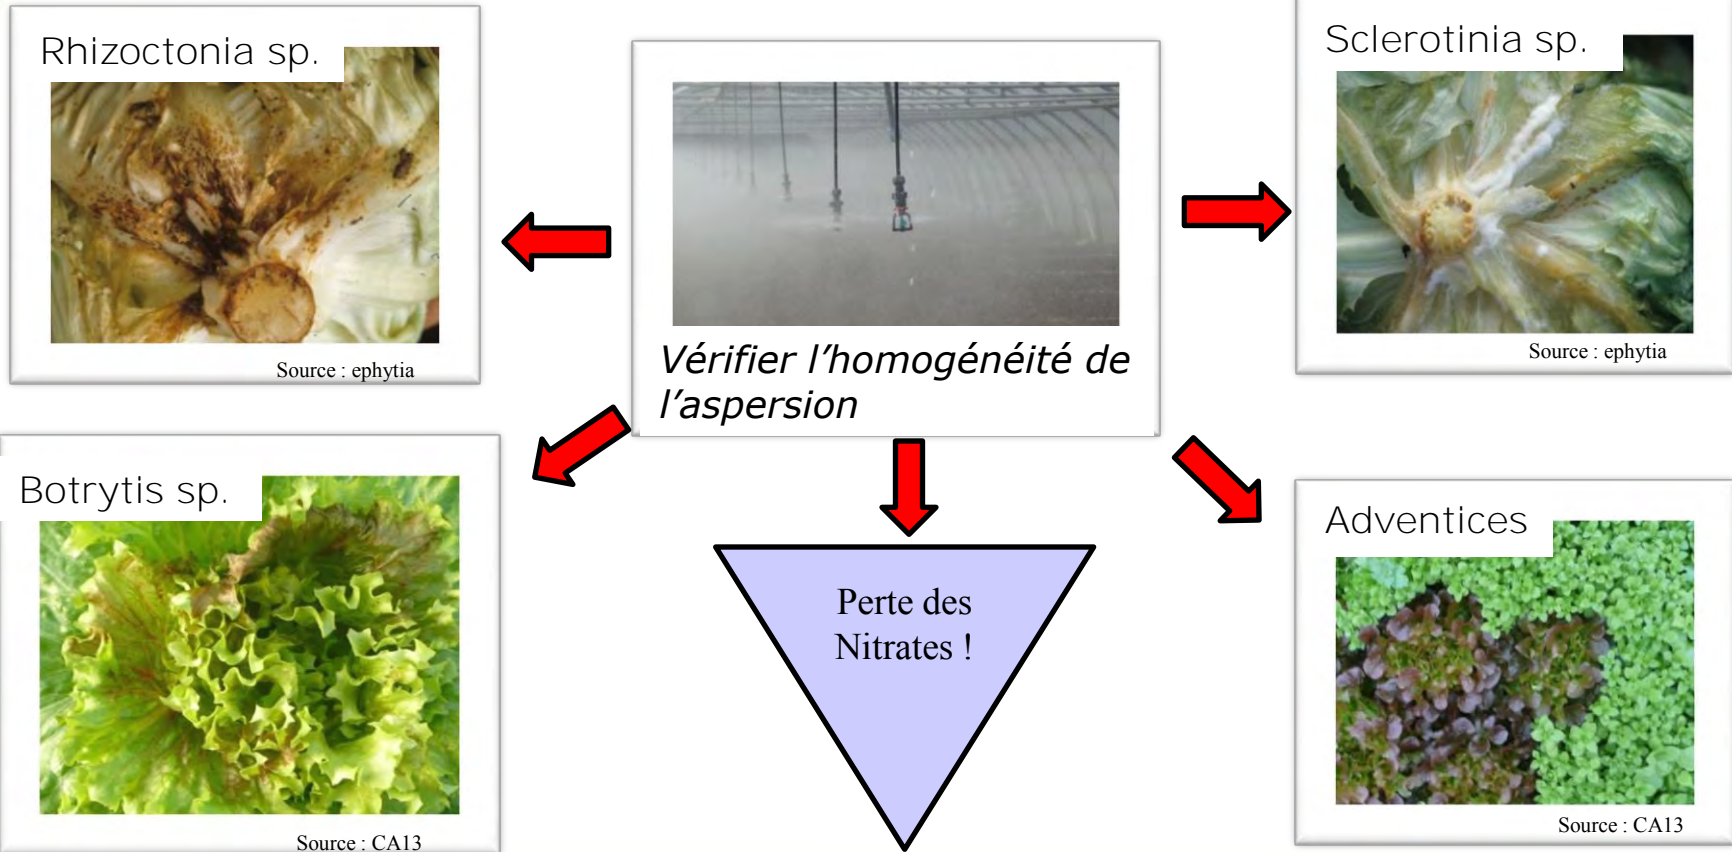 Rhizoctonia sp.
Source : ephytia
Vérifier l’homogénéité de
l’aspersion
Sclerotinia sp.
Source : ephytia
Botrytis sp.
Source : CA13
Perte des
Nitrates !
Adventices
Source : CA13